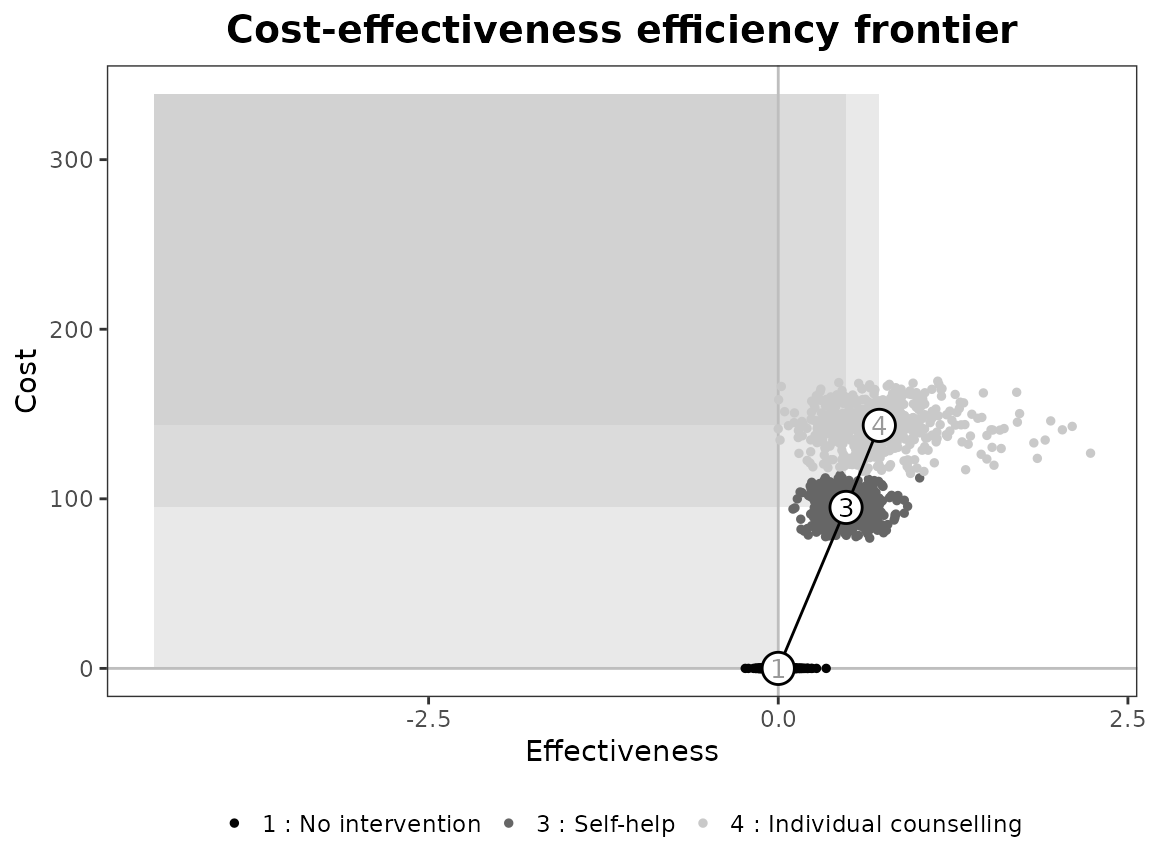 Cost-effectiveness efficiency frontier
Cost
300
200
100
0
4
3
1
-2.5
0.0
2.5
Effectiveness
1 : No intervention
3 : Self-help
4 : Individual counselling